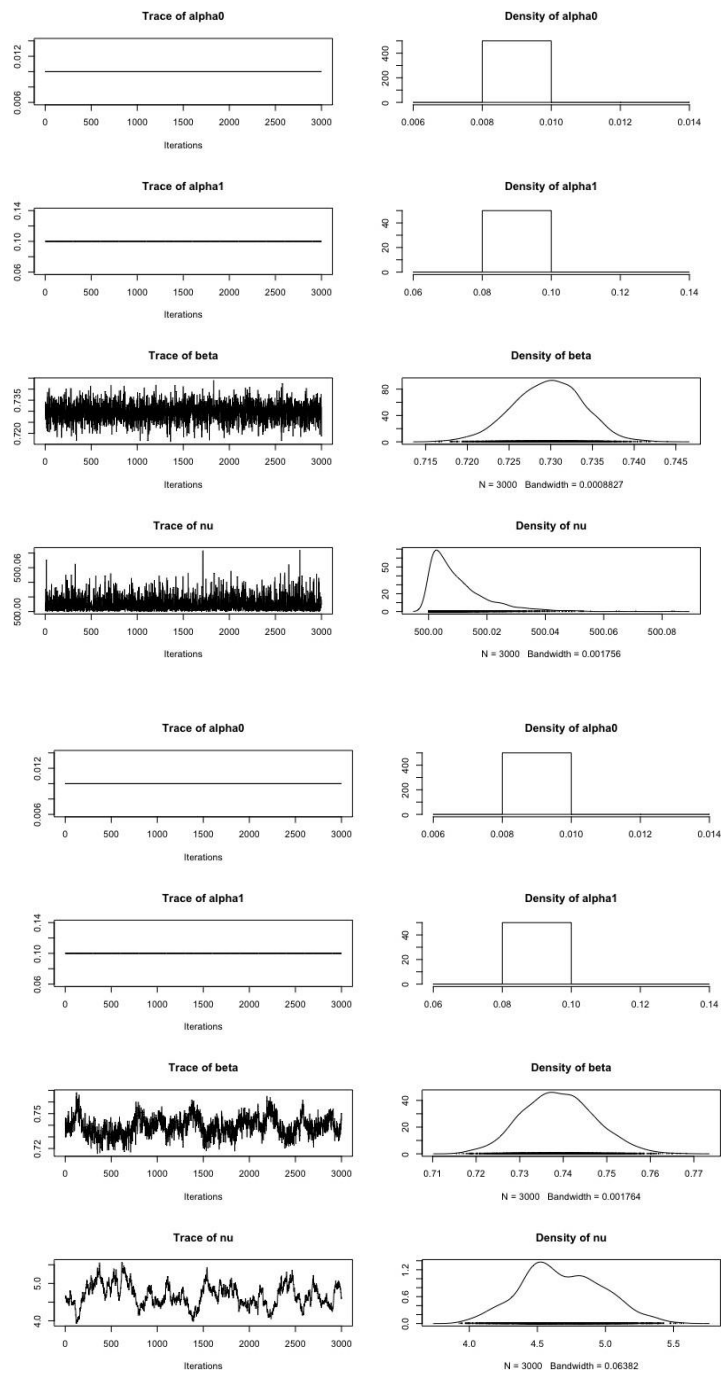 Trace of alpha0
0.006 0.012
0 500 1000 1500 2000 2500 3000
Iterations
Density of alpha0
0 200 400
0.006 0.008 0.010 0.012 0.014
Trace of alpha1
0.06 0.10 0.14
0 500 1000 1500 2000 2500 3000
Iterations
Density of alpha1
0 20 40
0.06 0.08 0.10 0.12 0.14
Trace of beta
0.720 0.735
0 500 1000 1500 2000 2500 3000
Iterations
Density of beta
0 40 80
0.715 0.720 0.725 0.730 0.735 0.740 0.745
N = 3000 Bandwidth = 0.0008827
Trace of nu
500.00 500.06
0 500 1000 1500 2000 2500 3000
Iterations
Density of nu
0 20 50
500.00 500.02 500.04 500.06 500.08
N = 3000 Bandwidth = 0.001756
Trace of alpha0
0.006 0.012
0 500 1000 1500 2000 2500 3000
Iterations
Density of alpha0
0 200 400
0.006 0.008 0.010 0.012 0.014
Trace of alpha1
0.06 0.10 0.14
0 500 1000 1500 2000 2500 3000
Iterations
Density of alpha1
0 20 40
0.06 0.08 0.10 0.12 0.14
Trace of beta
0.72 0.75
0 500 1000 1500 2000 2500 3000
Iterations
Density of beta
0 20 40
0.71 0.72 0.73 0.74 0.75 0.76 0.77
N = 3000 Bandwidth = 0.001764
Trace of nu
4.0 5.0
0 500 1000 1500 2000 2500 3000
Iterations
Density of nu
0.0 0.6 1.2
4.0 4.5 5.0 5.5
N = 3000 Bandwidth = 0.06382